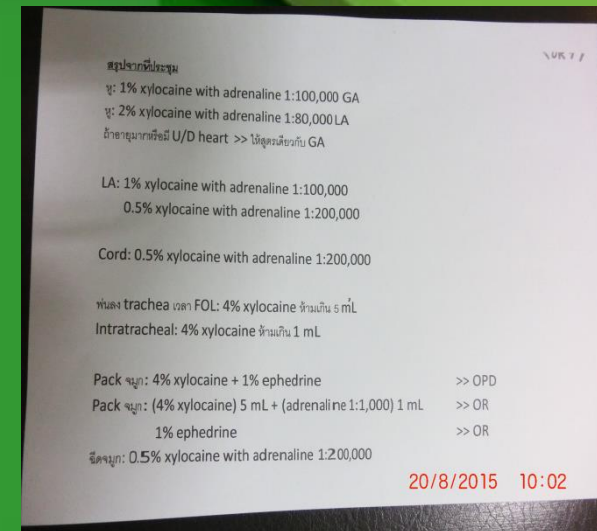 สรุปจากที่ประชุม
หู: 1% xylocaine with adrenaline 1:100,000 GA
หู: 2% xylocaine with adrenaline 1:80,000 LA
ถ้าอายุมากหรือมี U/D heart >> ให้สูตรเดียวกับ GA
LA: 1% xylocaine with adrenaline 1:100,000
0.5% xylocaine with adrenaline 1:200,000
Cord: 0.5% xylocaine with adrenaline 1:200,000
พ่นลง trachea เวลา FOL: 4% xylocaine ห้ามเกิน 5 mL
Intratracheal: 4% xylocaine ห้ามเกิน 1 mL
Pack จมูก: 4% xylocaine + 1% ephedrine >> OPD
Pack จมูก: (4% xylocaine) 5 mL + (adrenaline 1:1,000) 1 mL >> OR
1% ephedrine >> OR
ฉีดจมูก: 0.5% xylocaine with adrenaline 1:200,000
20/8/2015 10:02